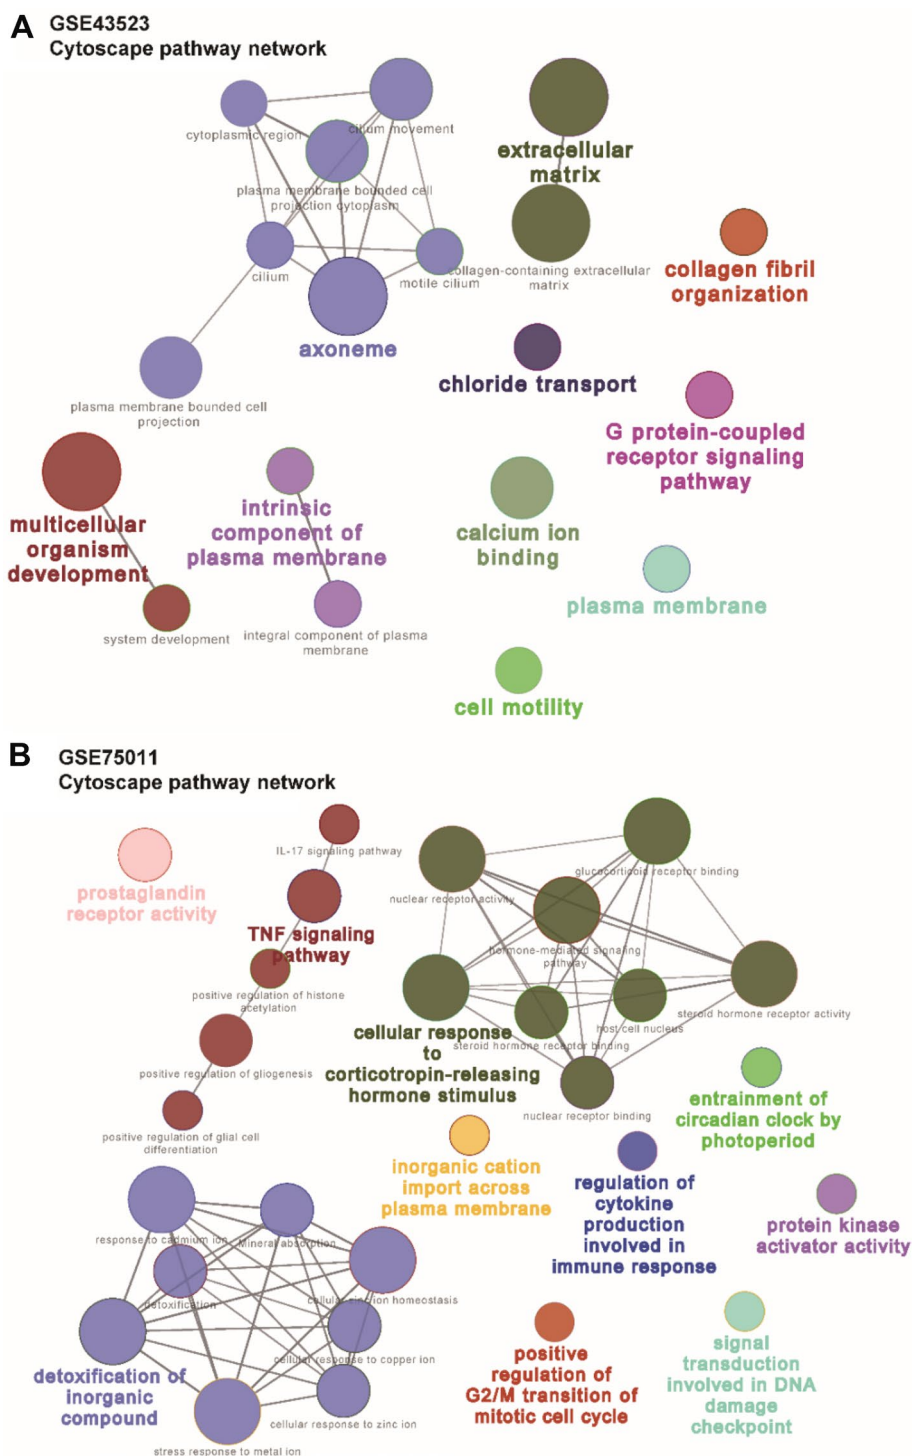 A
GSE43523
Cytoscape pathway network
cytoplasmic region
cilium movement
plasma membrane bounded cell
projection cytoplasm
cilium
motile cilium
axoneme
plasma membrane bounded cell
projection
extracellular
matrix
collagen-containing extracellular
matrix
collagen fibril
organization
chloride transport
G protein-coupled
receptor signaling
pathway
multicellular
organism
development
system development
intrinsic
component of
plasma membrane
integral component of plasma
membrane
calcium ion
binding
plasma membrane
cell motility
B
GSE75011
Cytoscape pathway network
prostaglandin
receptor activity
IL-17 signaling pathway
TNF signaling
pathway
positive regulation of histone
acetylation
positive regulation of gliogenesis
positive regulation of glial cell
differentiation
glucocorticoid receptor binding
nuclear receptor activity
hormone-mediated signaling
pathway
steroid hormone receptor activity
host cell nucleus
steroid hormone receptor binding
cellular response
to
corticotropin-releasing
hormone stimulus
nuclear receptor binding
entrainment of
circadian clock by
photoperiod
inorganic cation
import across
plasma membrane
regulation of
cytokine
production
involved in
immune response
protein kinase
activator activity
response to cadmium ion
Mineral absorption
detoxification
cellular zinc ion homeostasis
cellular response to copper ion
detoxification of
inorganic
compound
cellular response to zinc ion
stress response to metal ion
positive
regulation of
G2/M transition of
mitotic cell cycle
signal
transduction
involved in DNA
damage
checkpoint